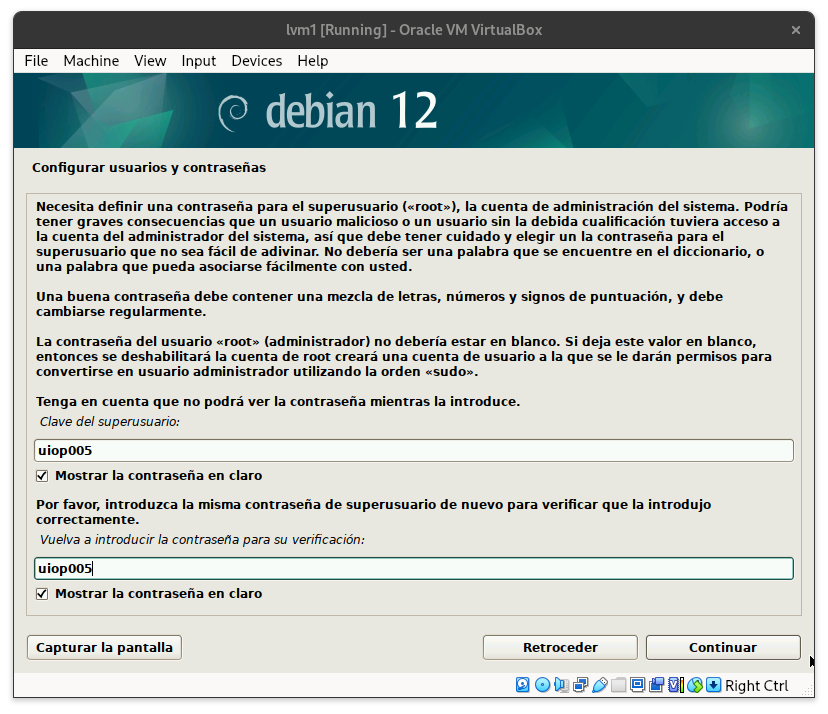 lvm1 [Running] - Oracle VM VirtualBox
File Machine View Input Devices Help
debian 12
Configurar usuarios y contraseñas
Necesita definir una contraseña para el superusuario («root»), la cuenta de administración del sistema. Podría
tener graves consecuencias que un usuario malicioso o un usuario sin la debida cualificación tuviera acceso a
la cuenta del administrador del sistema, así que debe tener cuidado y elegir un la contraseña para el
superusuario que no sea fácil de adivinar. No debería ser una palabra que se encuentre en el diccionario, o
una palabra que pueda asociarse fácilmente con usted.
Una buena contraseña debe contener una mezcla de letras, números y signos de puntuación, y debe
cambiarse regularmente.
La contraseña del usuario «root» (administrador) no debería estar en blanco. Si deja este valor en blanco,
entonces se deshabilitará la cuenta de root creará una cuenta de usuario a la que se le darán permisos para
convertirse en usuario administrador utilizando la orden «sudo».
Tenga en cuenta que no podrá ver la contraseña mientras la introduce.
Clave del superusuario:
uiop005
Mostrar la contraseña en claro
Por favor, introduzca la misma contraseña de superusuario de nuevo para verificar que la introdujo
correctamente.
Vuelva a introducir la contraseña para su verificación:
uiop005
Mostrar la contraseña en claro
Capturar la pantalla Retroceder Continuar
Right Ctrl